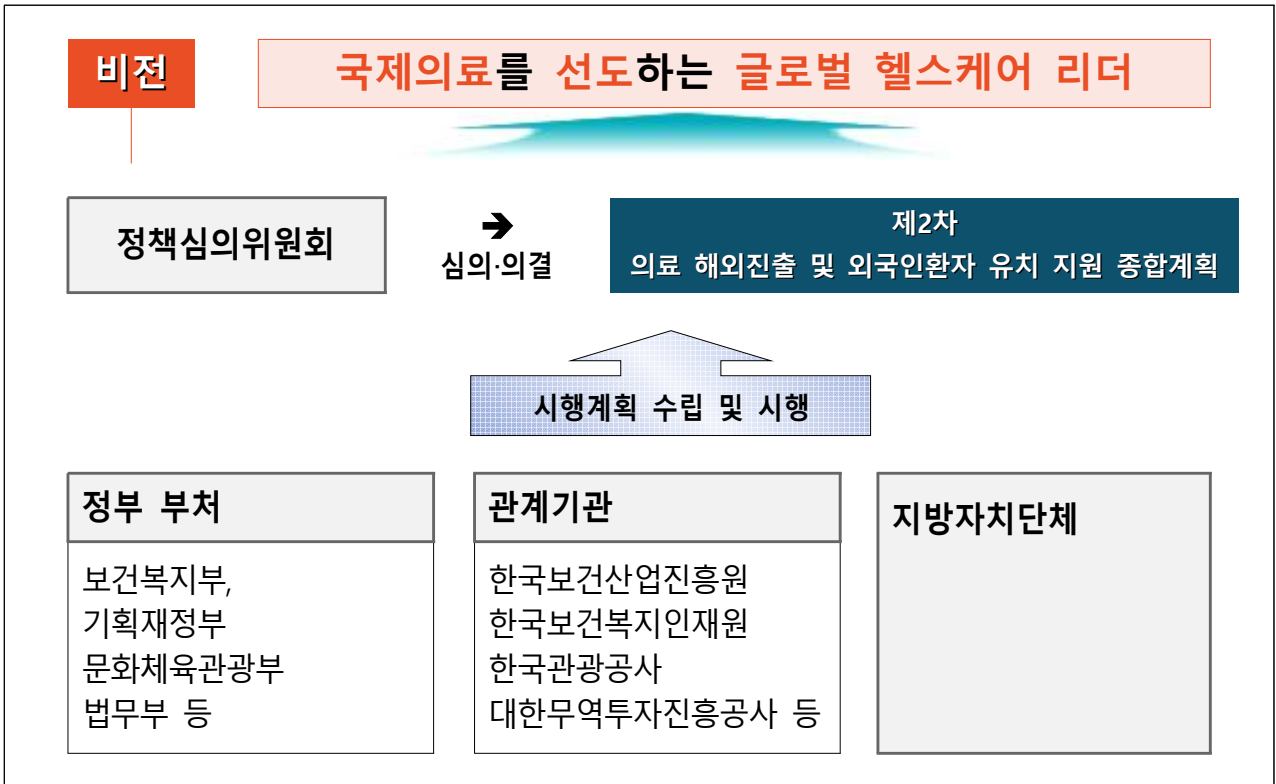 비전
국제의료를 선도하는 글로벌 헬스케어 리더
정책심의위원회
➔
심의·의결
제2차
의료 해외진출 및 외국인환자 유치 지원 종합계획
시행계획 수립 및 시행
정부 부처
보건복지부,
기획재정부
문화체육관광부
법무부 등
관계기관
한국보건산업진흥원
한국보건복지인재원
한국관광공사
대한무역투자진흥공사 등
지방자치단체